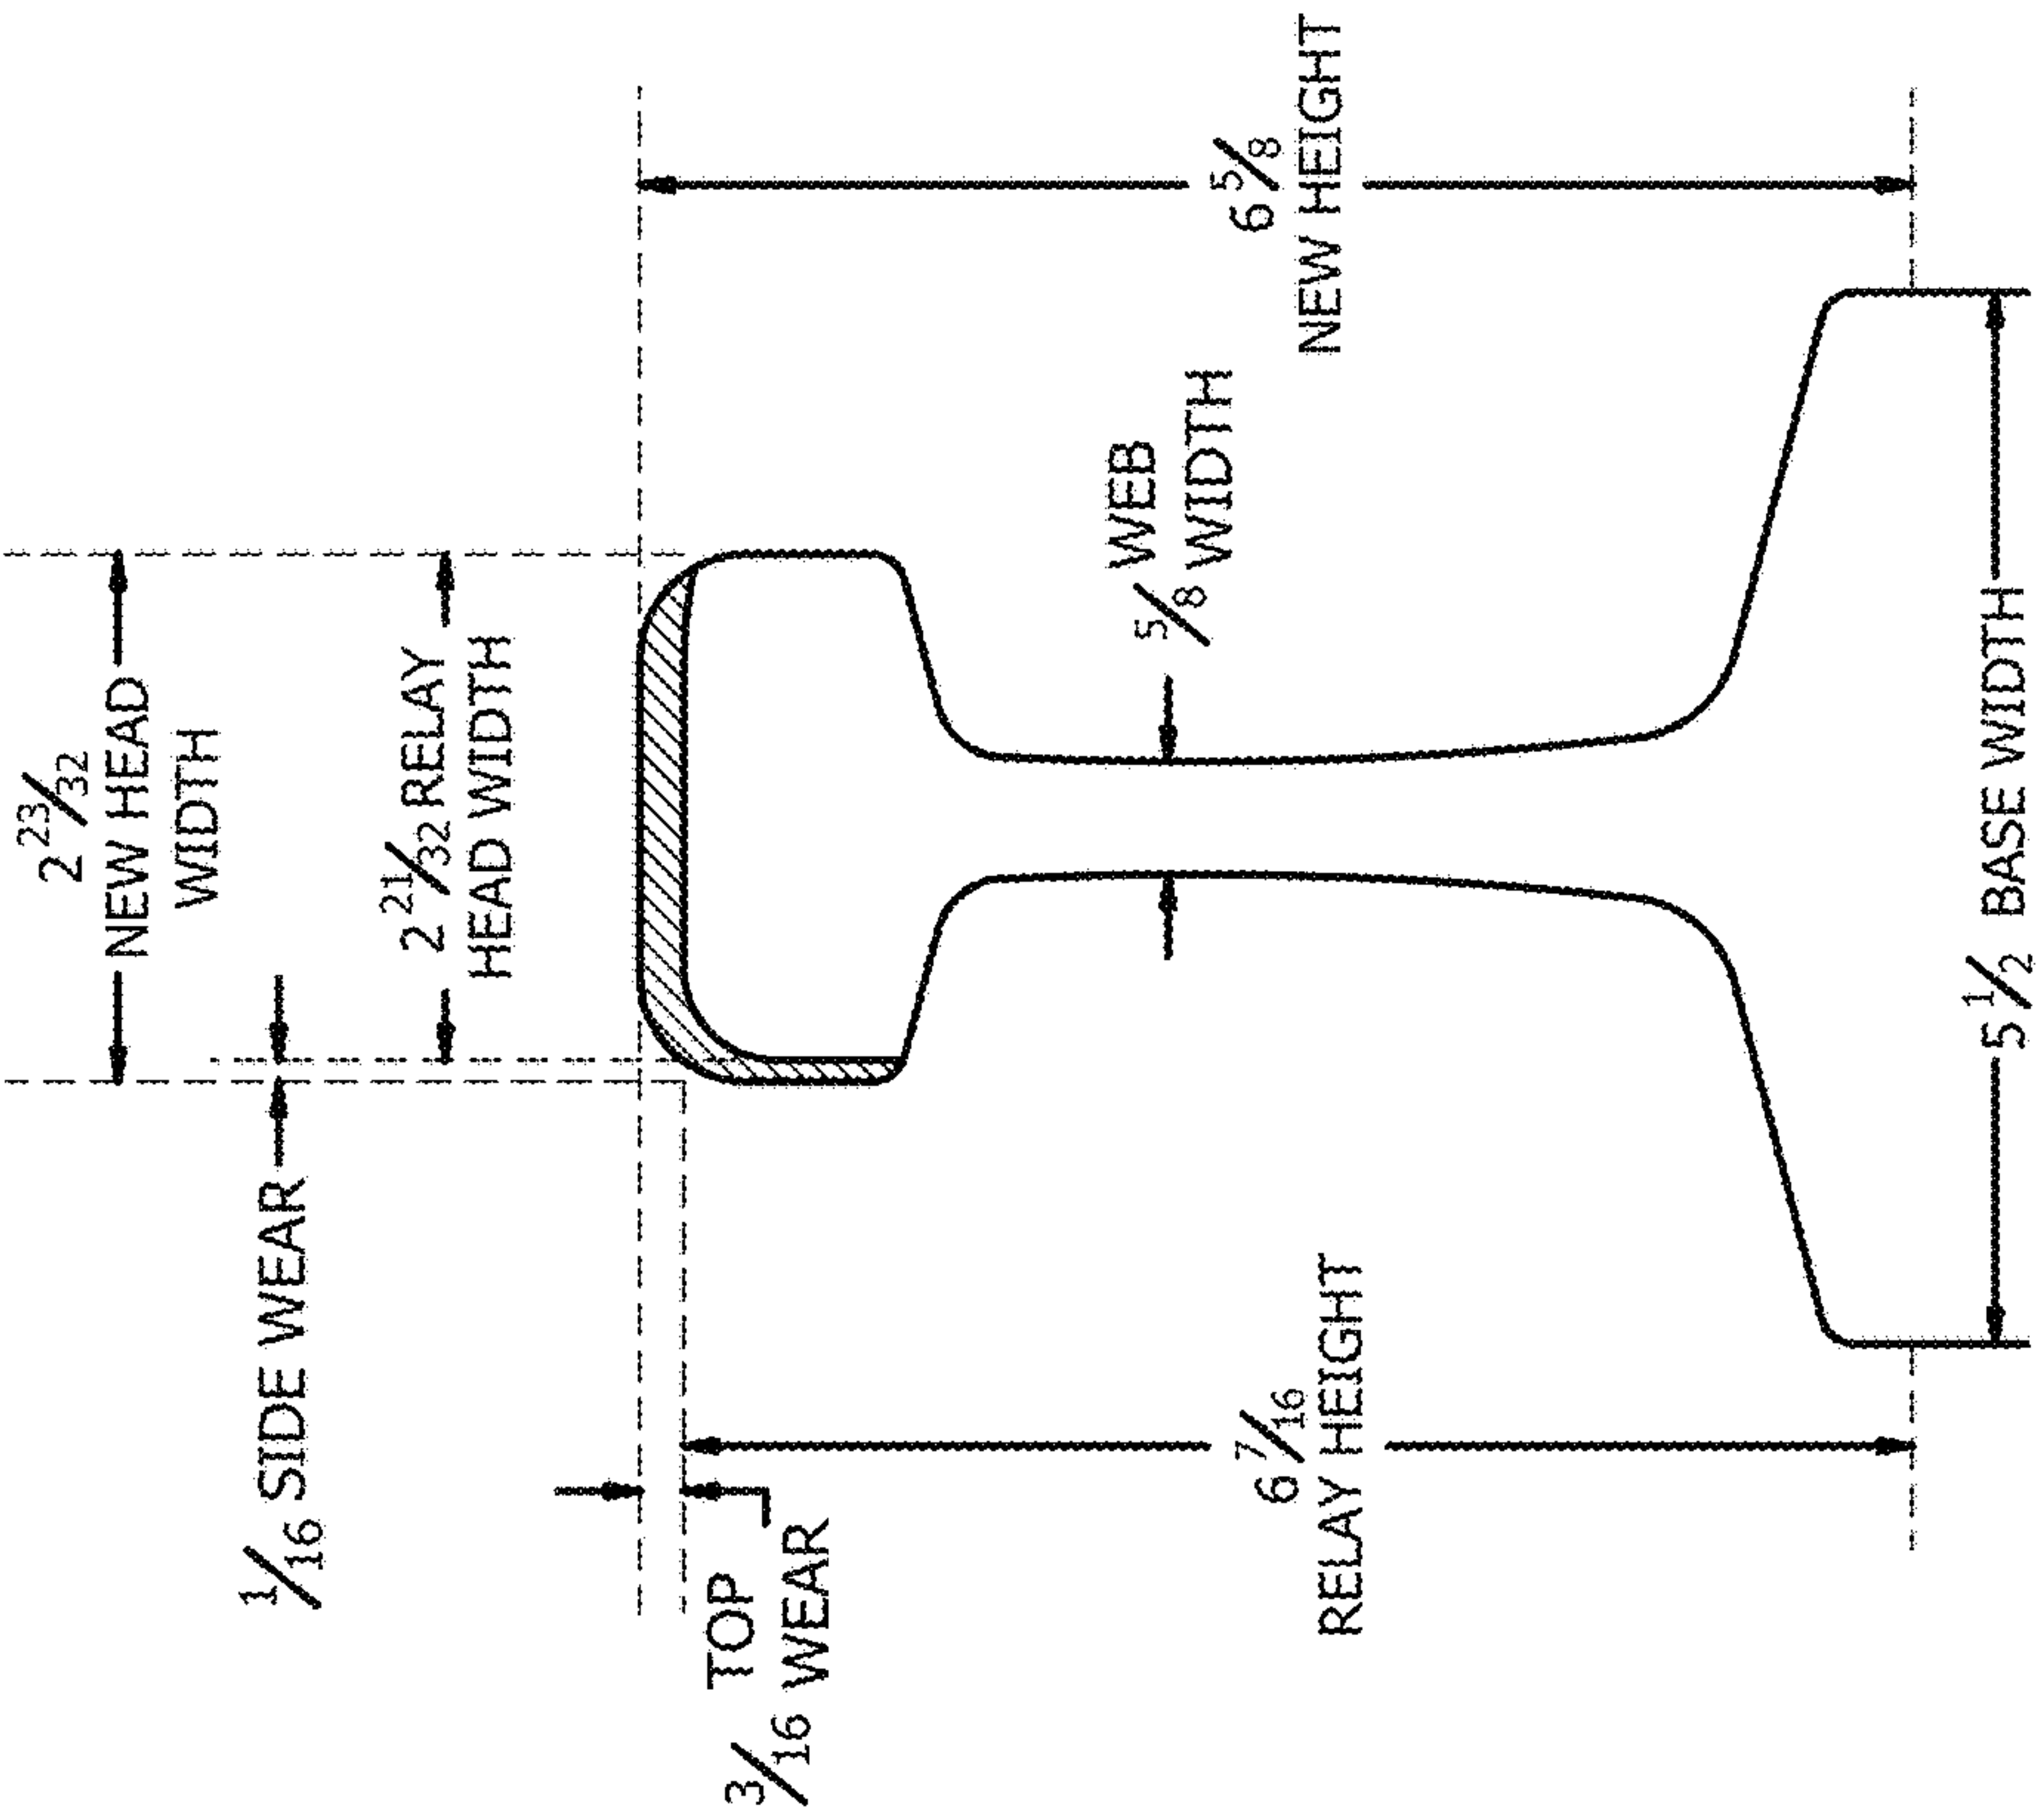 2 23/32
NEW HEAD
WIDTH
1/16 SIDE WEAR
2 21/32 RELAY
HEAD WIDTH
TOP
3/16 WEAR
WEB
5/8 WIDTH
6 5/8
NEW HEIGHT
6 7/16
RELAY HEIGHT
5 1/2 BASE WIDTH